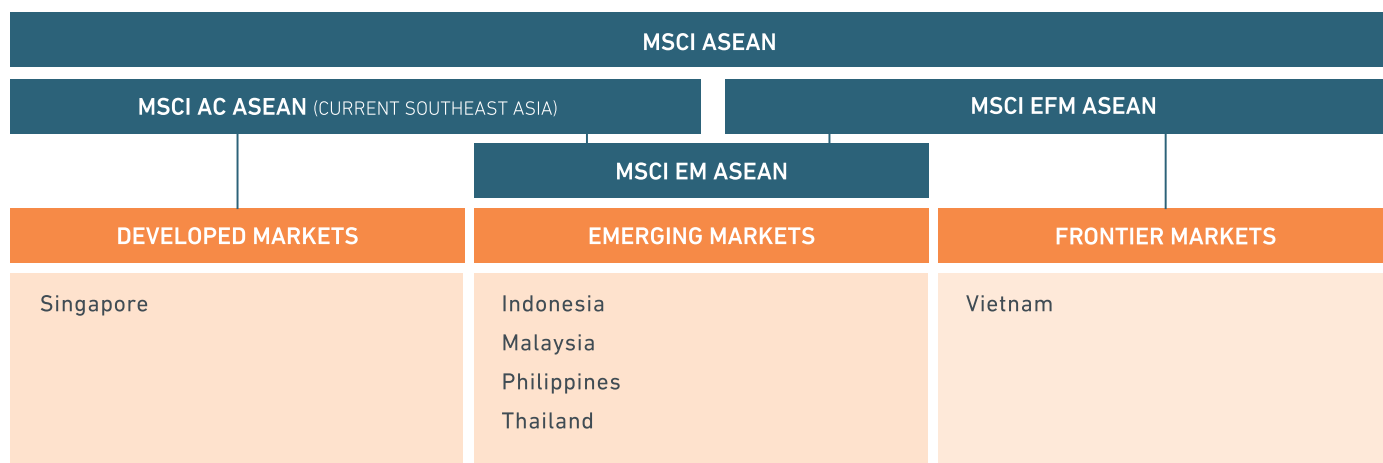 MSCI ASEAN
MSCI AC ASEAN (CURRENT SOUTHEAST ASIA)
MSCI EFM ASEAN
MSCI EM ASEAN
DEVELOPED MARKETS
EMERGING MARKETS
FRONTIER MARKETS
Singapore
Indonesia
Malaysia
Philippines
Thailand
Vietnam